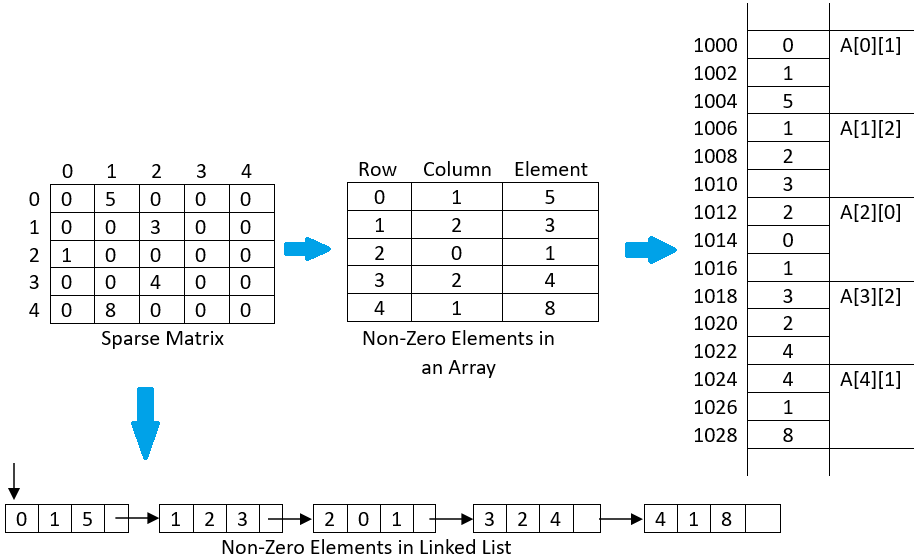 0 1 2 3 4
0 0 5 0 0 0
1 0 0 3 0 0
2 1 0 0 0 0
3 0 0 4 0 0
4 0 8 0 0 0
Sparse Matrix
Row Column Element
0 1 5
1 2 3
2 0 1
3 2 4
4 1 8
Non-Zero Elements in
an Array
1000 0 A[0][1]
1002 1
1004 5
1006 1 A[1][2]
1008 2
1010 3
1012 2 A[2][0]
1014 0
1016 1
1018 3 A[3][2]
1020 2
1022 4
1024 4 A[4][1]
1026 1
1028 8
0 1 5 1 2 3 2 0 1 3 2 4 4 1 8
Non-Zero Elements in Linked List